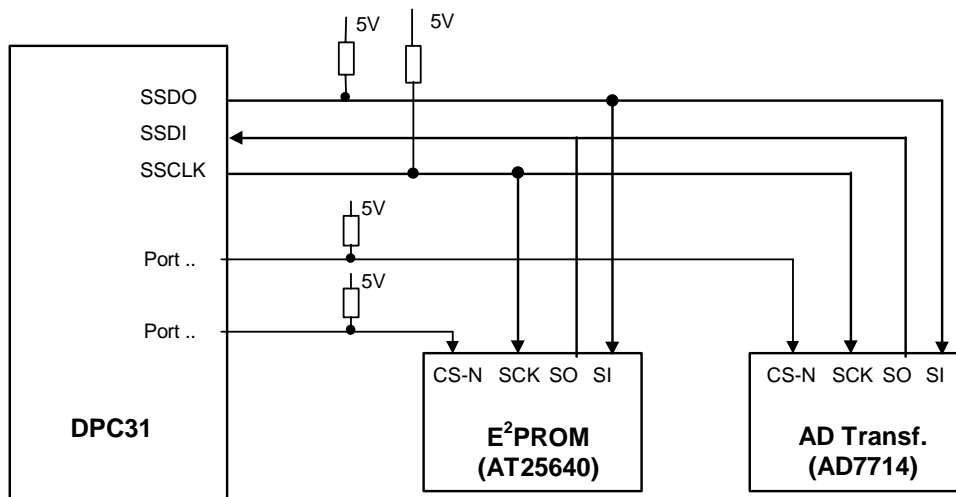 5V
5V
SSDO
SSDI
SSCLK
5V
Port ..
5V
Port ..
CS-N SCK SO SI
CS-N SCK SO SI
DPC31
E²PROM
(AT25640)
AD Transf.
(AD7714)